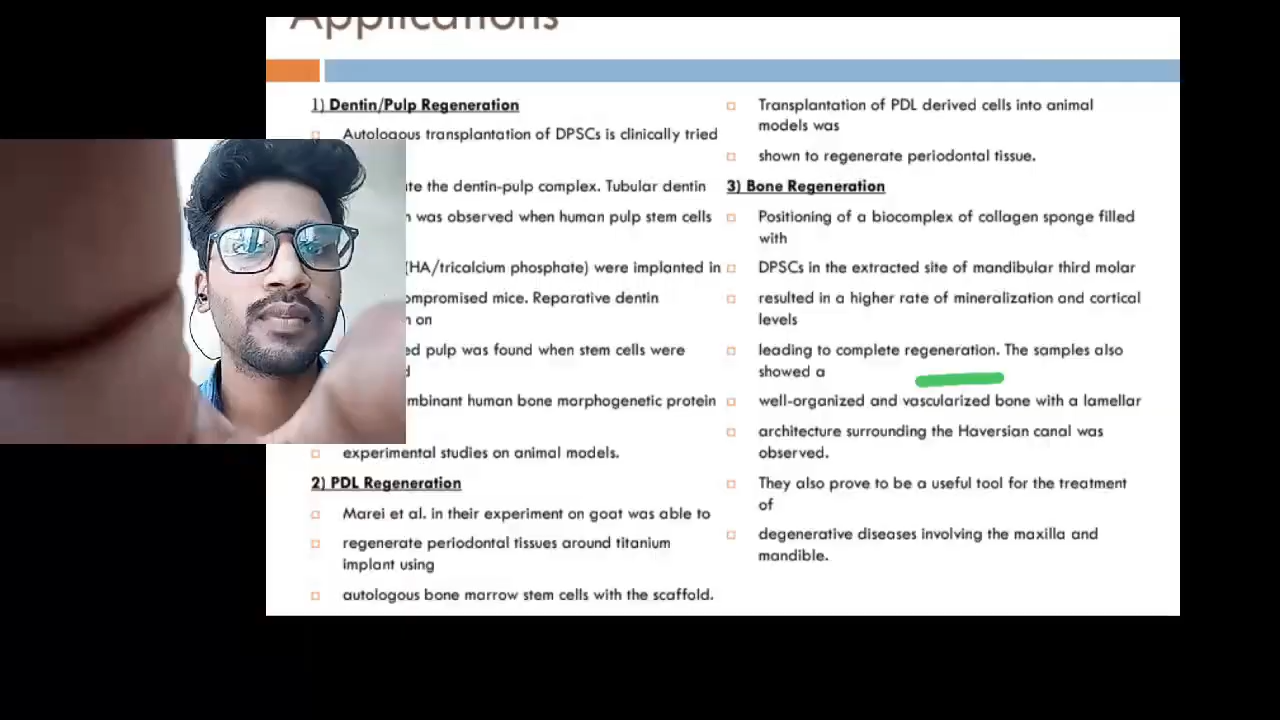 Applications
1) Dentin/Pulp Regeneration
Autologous transplantation of DPSCs is clinically tried
the dentin-pulp complex. Tubular dentin
was observed when human pulp stem cells
(HA/tricalcium phosphate) were implanted in
mice. Reparative dentin
on
pulp was found when stem cells were
human bone morphogenetic protein
experimental studies on animal models.
2) PDL Regeneration
Marei et al. in their experiment on goat was able to
regenerate periodontal tissues around titanium
implant using
autologous bone marrow stem cells with the scaffold.
Transplantation of PDL derived cells into animal
models was
shown to regenerate periodontal tissue.
3) Bone Regeneration
Positioning of a biocomplex of collagen sponge filled
with
DPSCs in the extracted site of mandibular third molar
resulted in a higher rate of mineralization and cortical
levels
leading to complete regeneration. The samples also
showed a
well-organized and vascularized bone with a lamellar
architecture surrounding the Haversian canal was
observed.
They also prove to be a useful tool for the treatment
of
degenerative diseases involving the maxilla and
mandible.